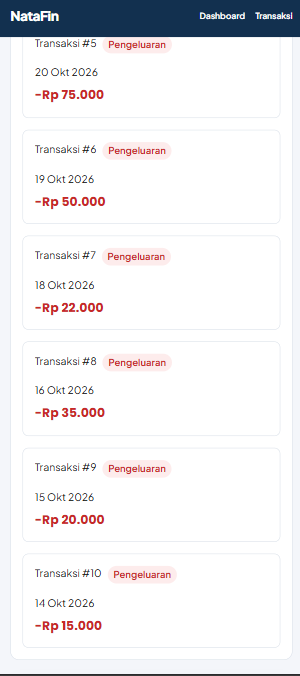 NataFin
Dashboard Transaksi
Transaksi #5 Pengeluaran
20 Okt 2026
-Rp 75.000
Transaksi #6 Pengeluaran
19 Okt 2026
-Rp 50.000
Transaksi #7 Pengeluaran
18 Okt 2026
-Rp 22.000
Transaksi #8 Pengeluaran
16 Okt 2026
-Rp 35.000
Transaksi #9 Pengeluaran
15 Okt 2026
-Rp 20.000
Transaksi #10 Pengeluaran
14 Okt 2026
-Rp 15.000